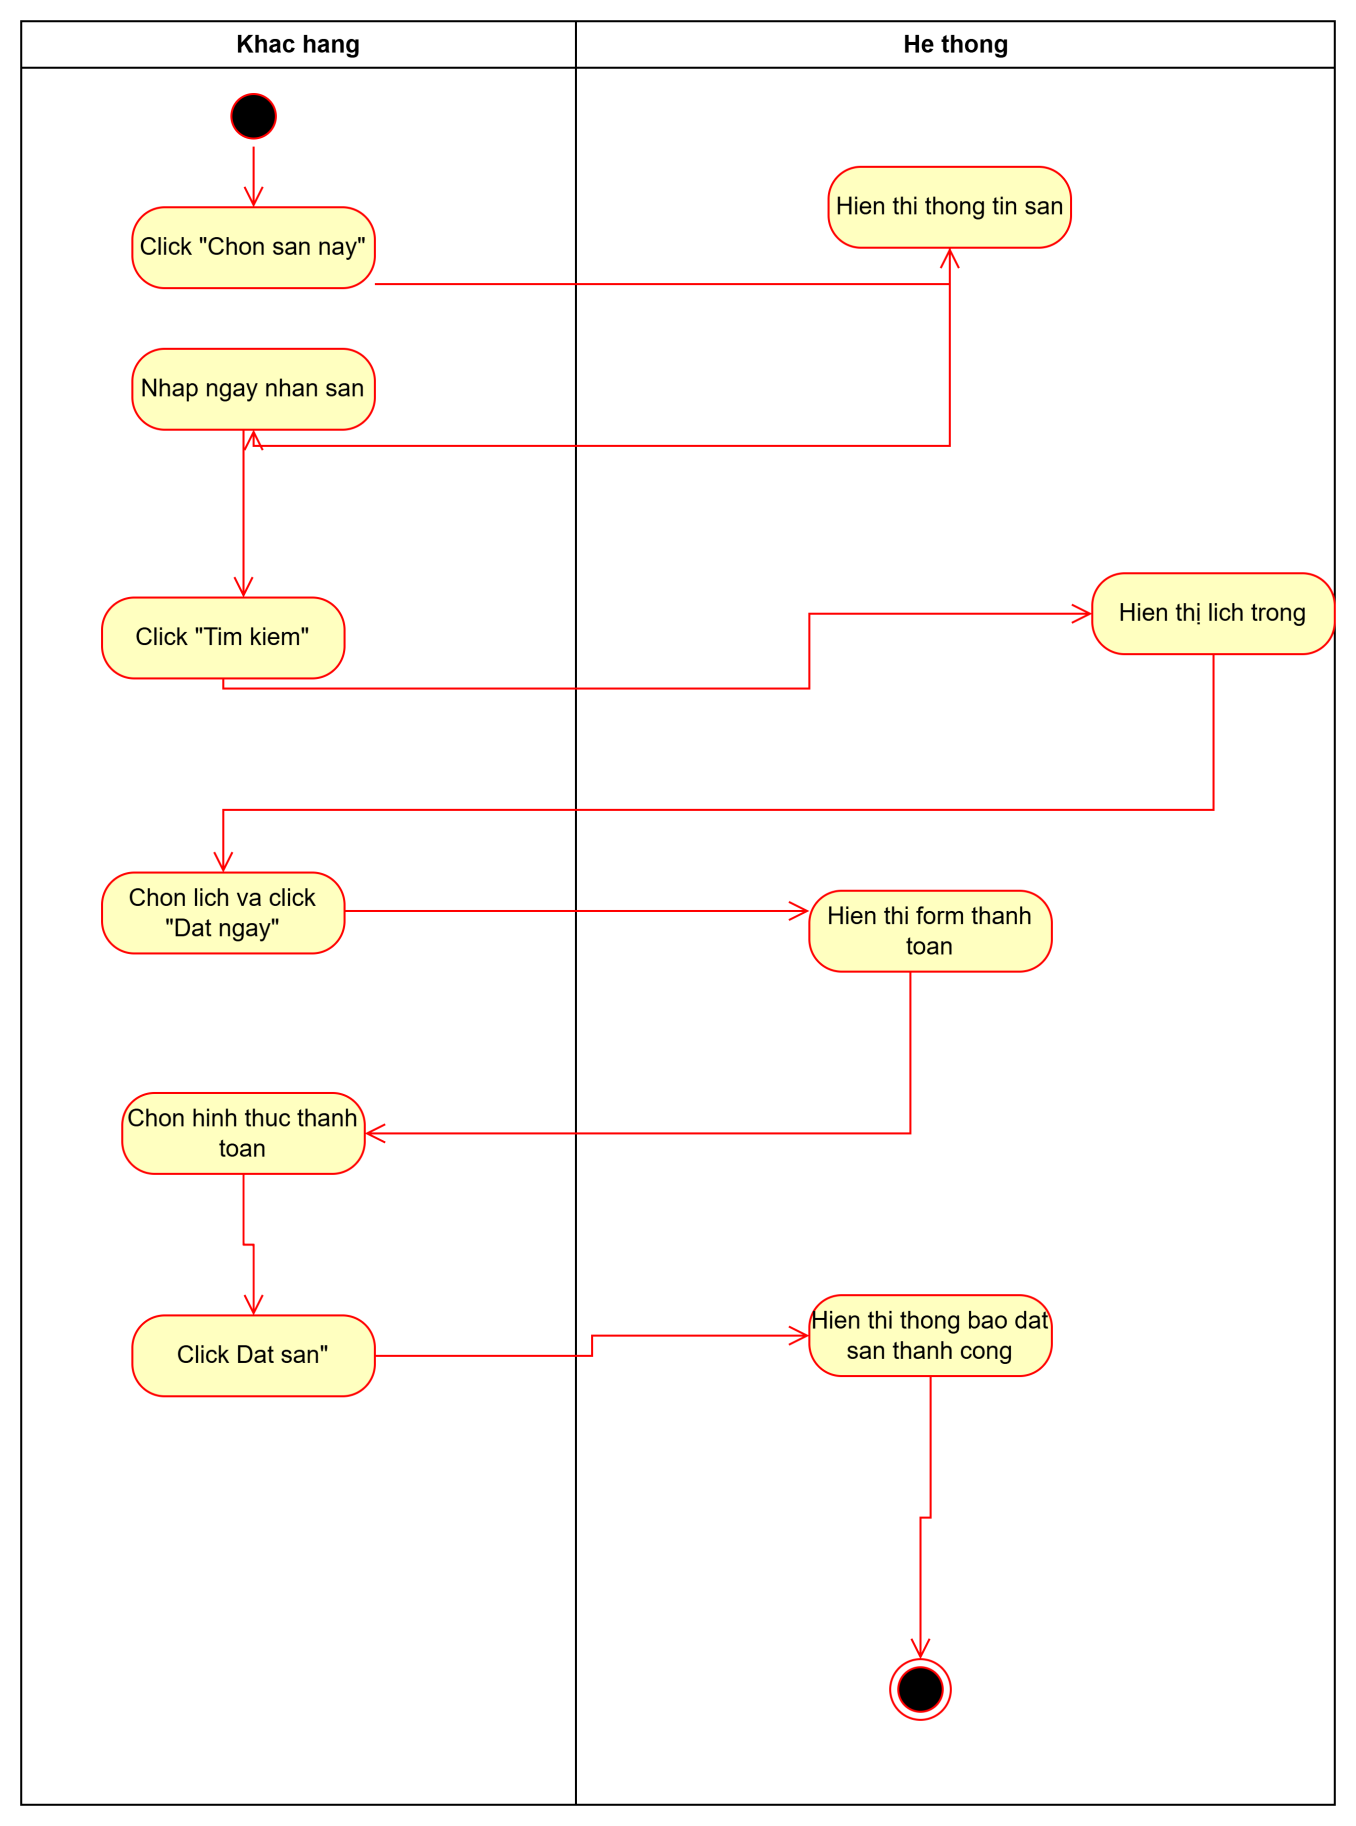 Khac hang
He thong
Hien thi thong tin san
Click "Chon san nay"
Nhap ngay nhan san
Hien thị lich trong
Click "Tim kiem"
Chon lich va click
"Dat ngay"
Hien thi form thanh
toan
Chon hinh thuc thanh
toan
Hien thi thong bao dat
san thanh cong
Click Dat san"